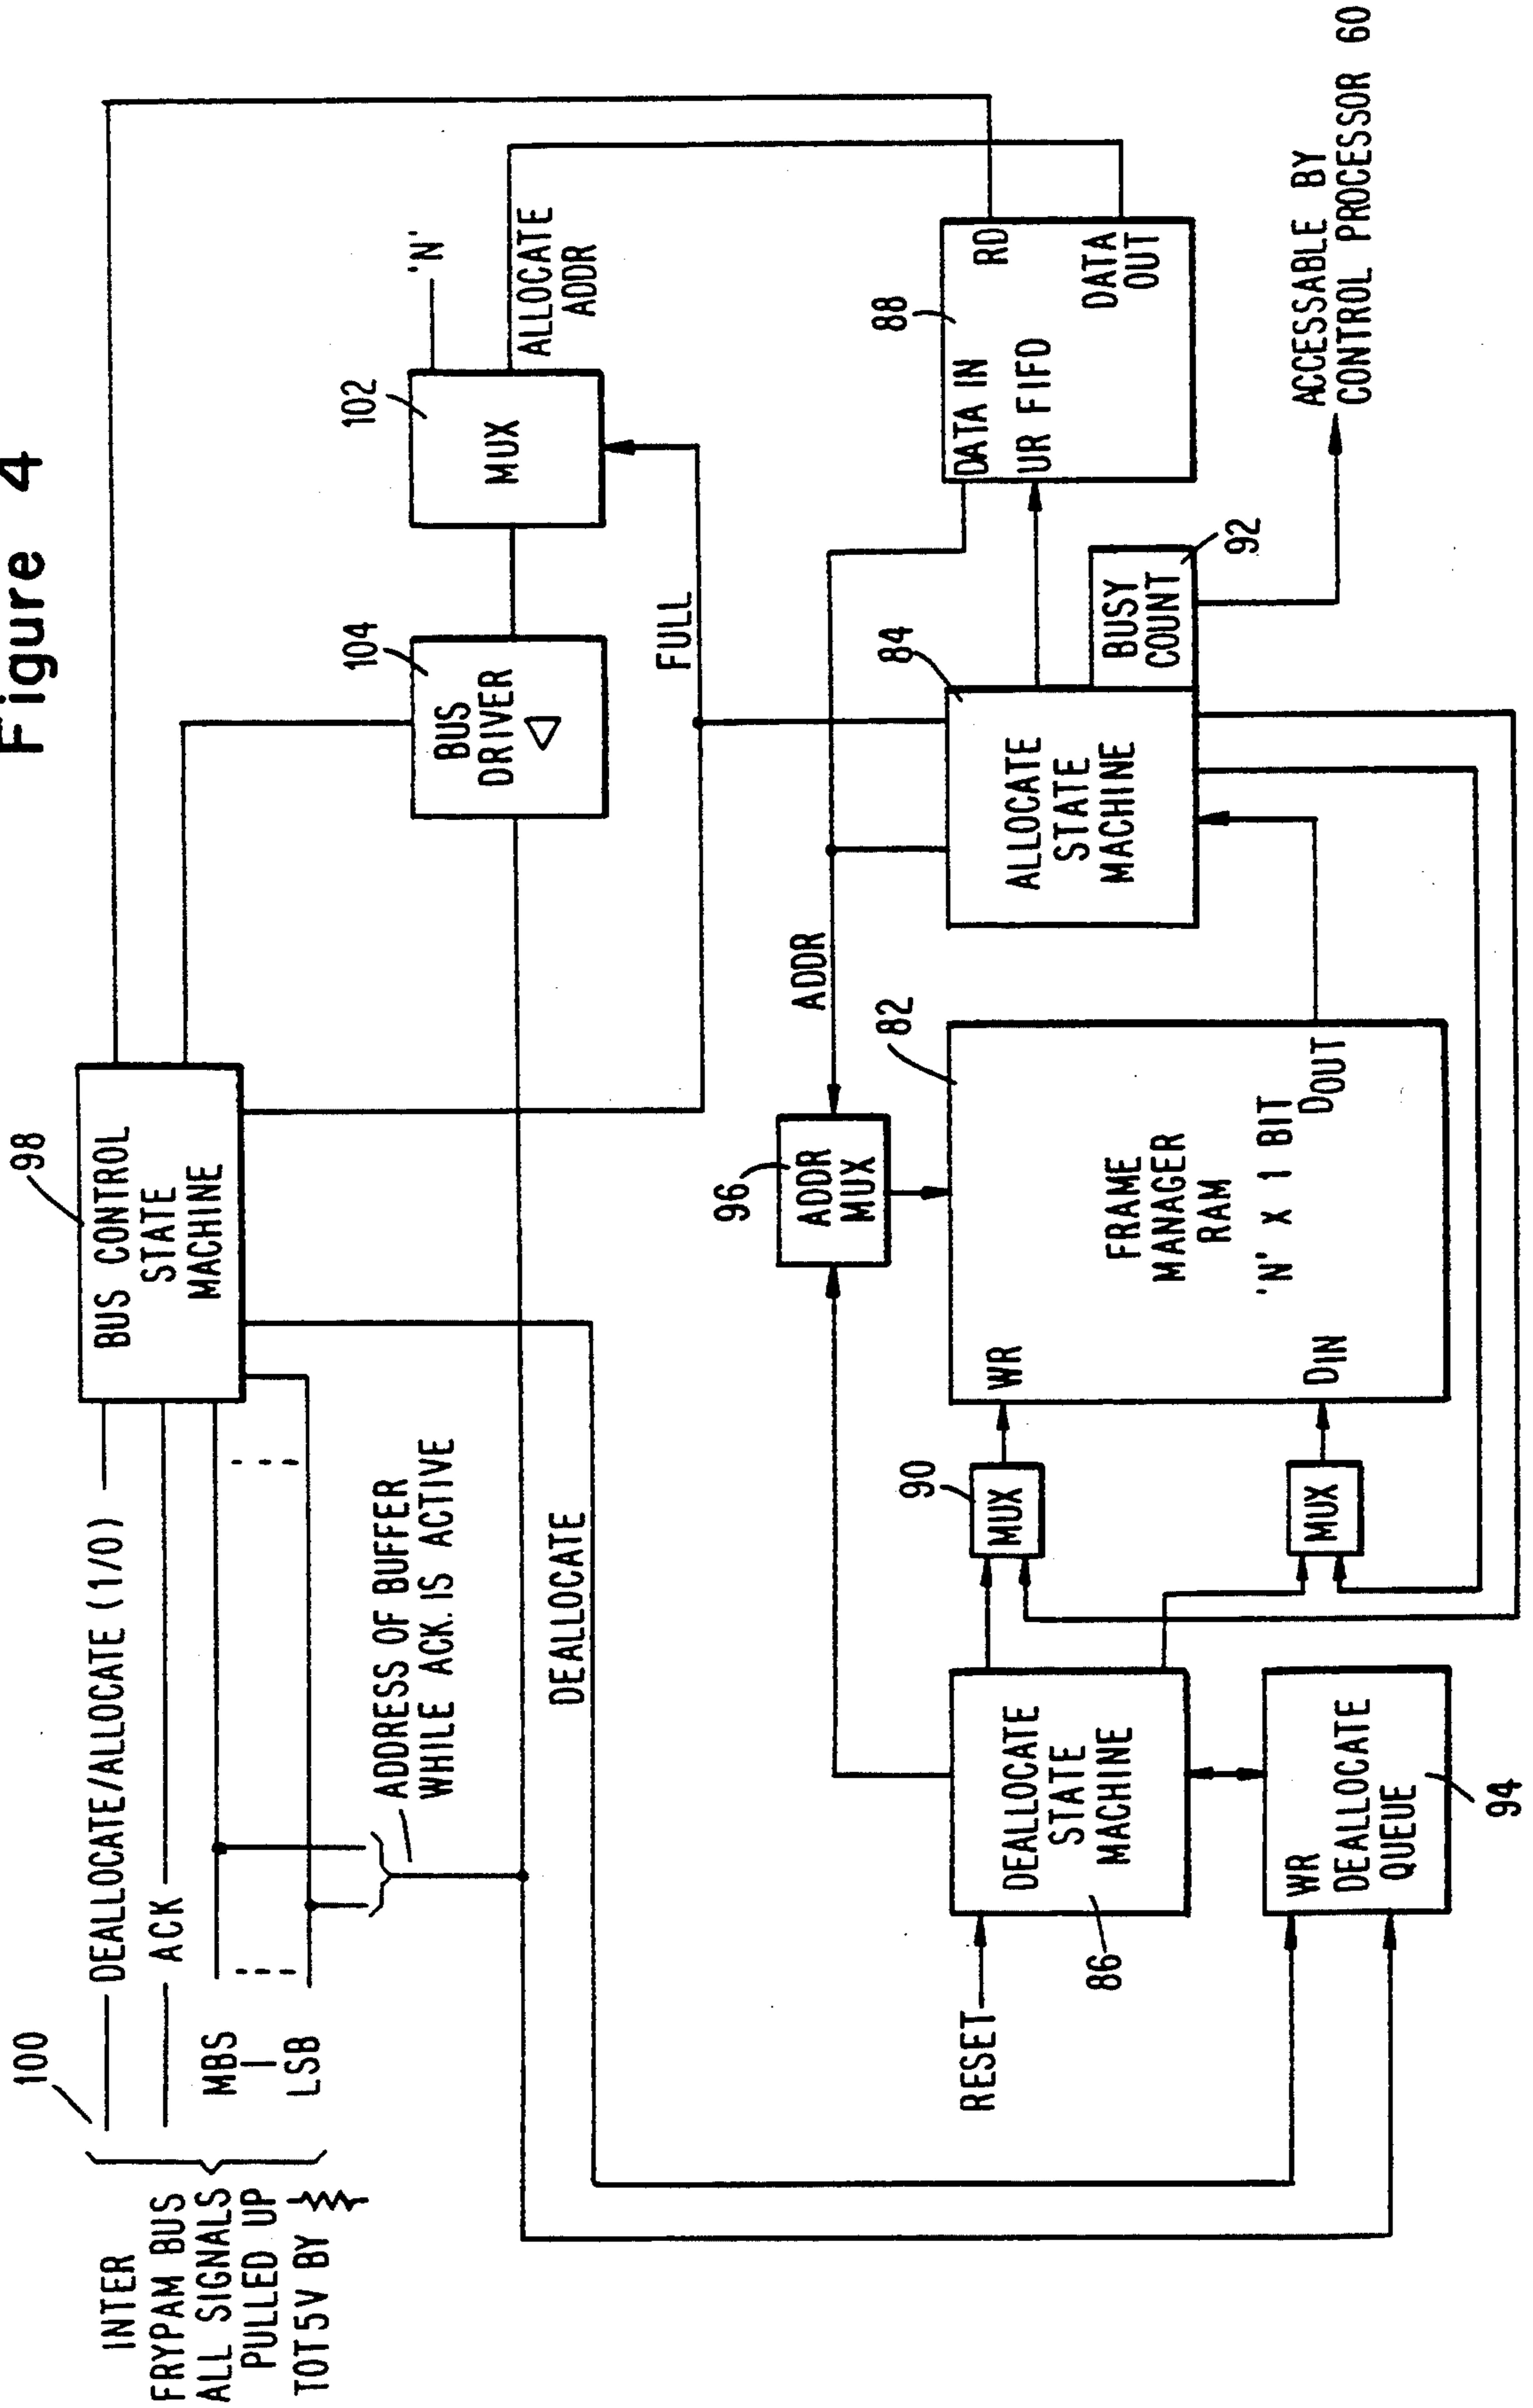 Figure 4
100
INTER
FRYPAM BUS
ALL SIGNALS
PULLED UP
TOT5V BY
DEALLOCATE/ALLOCATE (1/0)
ACK
MBS
LSB
ADDRESS OF BUFFER
WHILE ACK. IS ACTIVE
98
BUS CONTROL
STATE
MACHINE
DEALLOCATE
104
BUS
DRIVER
102
MUX
'N'
ALLOCATE
ADDR
FULL
ADDR
96
ADDR
MUX
RESET
86
DEALLOCATE
STATE
MACHINE
WR
DEALLOCATE
QUEUE
94
90
MUX
MUX
82
WR
FRAME
MANAGER
RAM
'N' X 1 BIT
DIN
DOUT
84
ALLOCATE
STATE
MACHINE
BUSY
COUNT
92
88
DATA IN
UR FIFO
RD
DATA
OUT
ACCESSABLE BY
CONTROL PROCESSOR 60